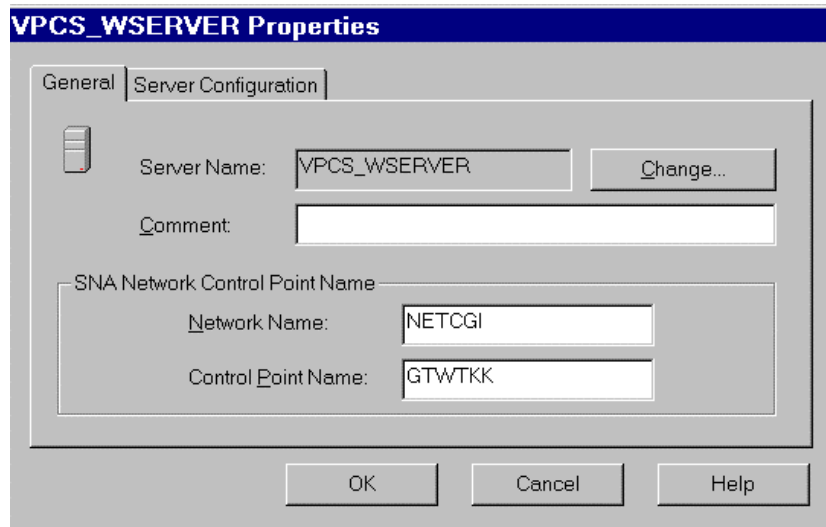 VPCS_WSERVER Properties
General Server Configuration
Server Name: VPCS_WSERVER Change...
Comment:
SNA Network Control Point Name
Network Name: NETCGI
Control Point Name: GTWTKK
OK Cancel Help